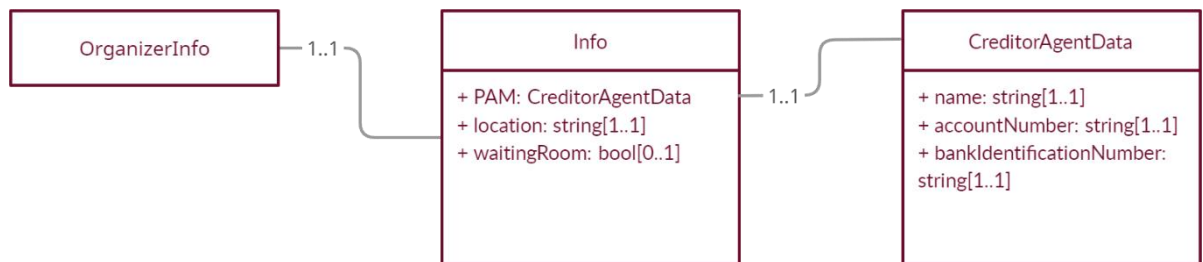 OrganizerInfo
1..1
Info
+ PAM: CreditorAgentData
+ location: string[1..1]
+ waitingRoom: bool[0..1]
1..1
CreditorAgentData
+ name: string[1..1]
+ accountNumber: string[1..1]
+ bankIdentificationNumber:
string[1..1]